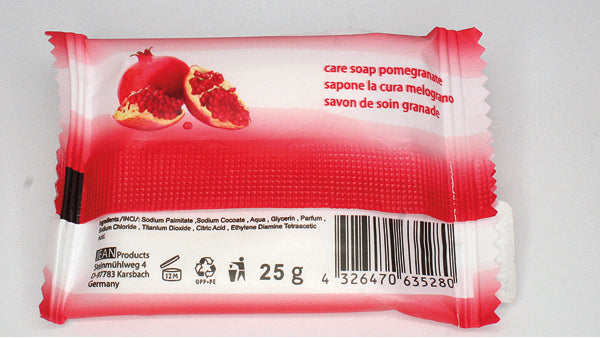 care soap pomegranate
sapone la cura melograno
savon de soin granade
Ingredients /INCI/: Sodium Palmitate ,Sodium Cocoate , Aqua , Glycerin , Parfum ,
Sodium Chloride , Titanium Dioxide , Citric Acid , Ethylene Diamine Tetraacetic
Acid.
JEAN Products
Steinmühlweg 4
D-97783 Karsbach
Germany
12M
OPP+PE
25 g
4 326470 635280